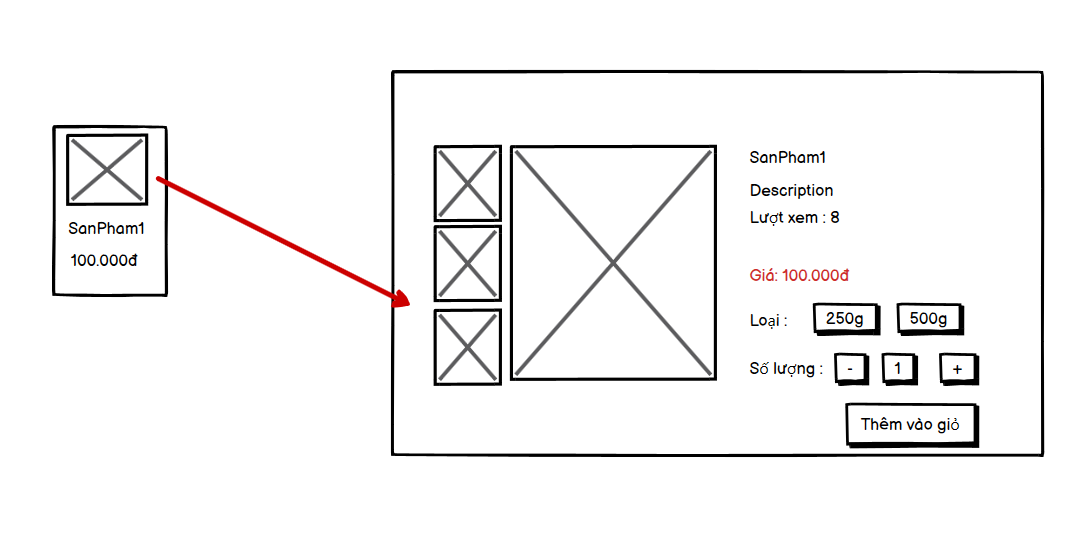 SanPham1
100.000đ
SanPham1
Description
Lượt xem : 8
Giá: 100.000đ
Loại : 250g 500g
Số lượng : - 1 +
Thêm vào giỏ